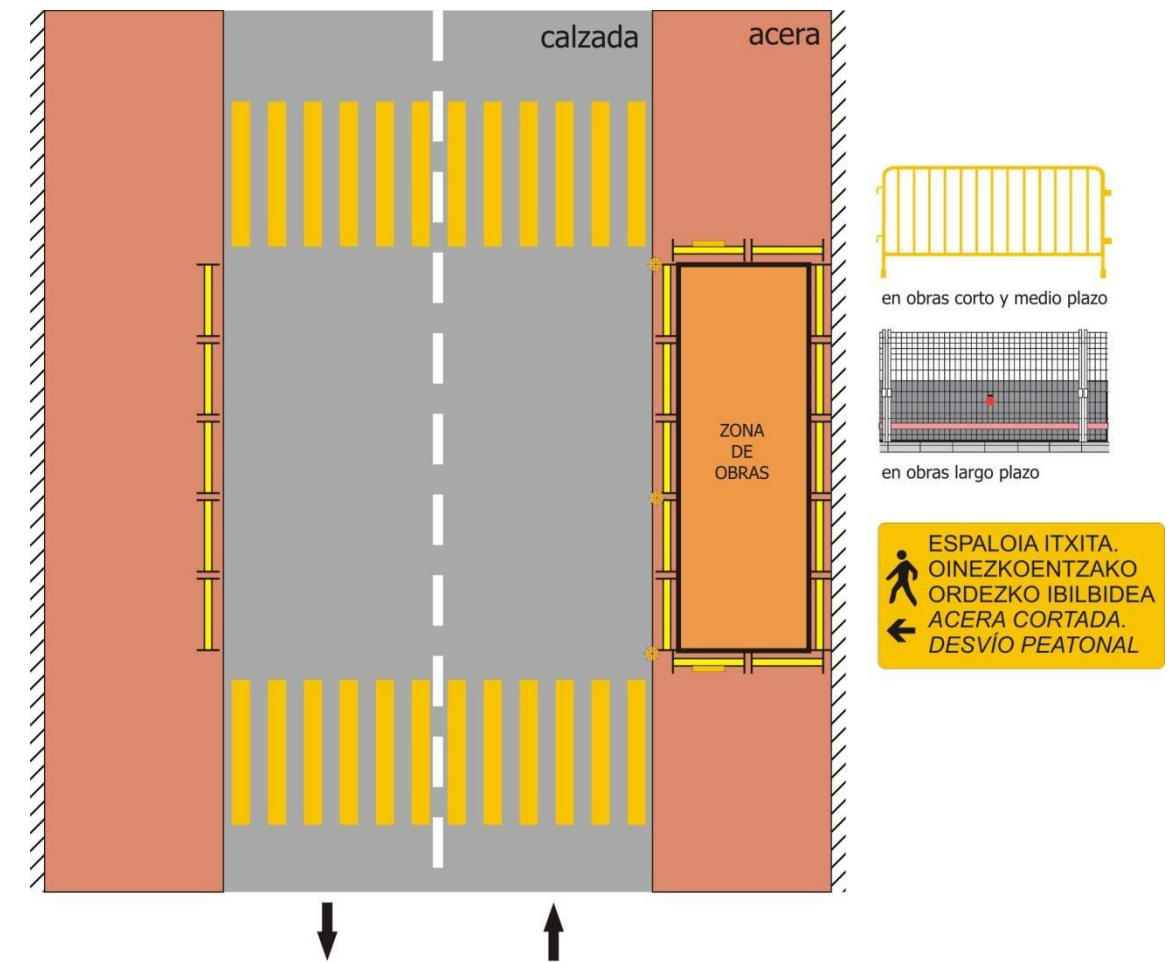 calzada
acera
ZONA
DE
OBRAS
en obras corto y medio plazo
en obras largo plazo
ESPALOIA ITXITA.
OINEZKOENTZAKO
ORDEZKO IBILBIDEA
ACERA CORTADA.
DESVÍO PEATONAL